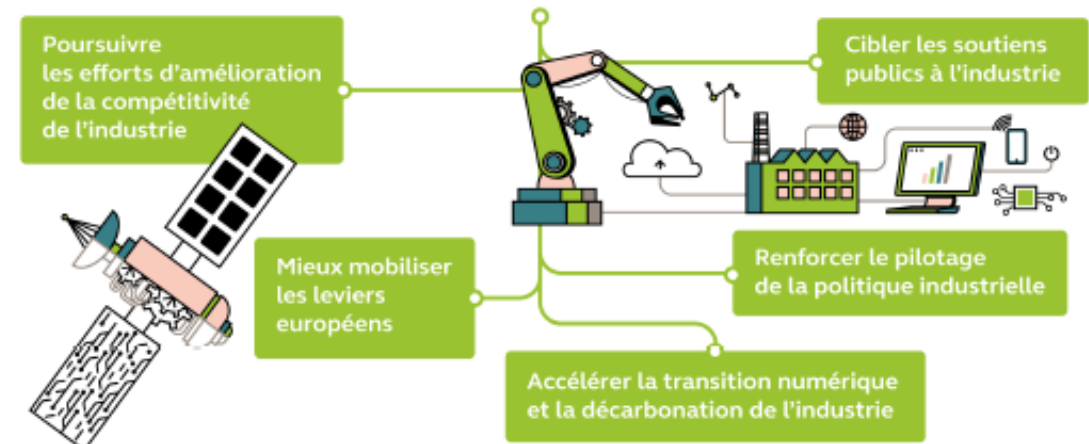 Poursuivre
les efforts d'amélioration
de la compétitivité
de l'industrie
Cibler les soutiens
publics à l'industrie
Mieux mobiliser
les leviers
européens
Renforcer le pilotage
de la politique industrielle
Accélérer la transition numérique
et la décarbonation de l'industrie